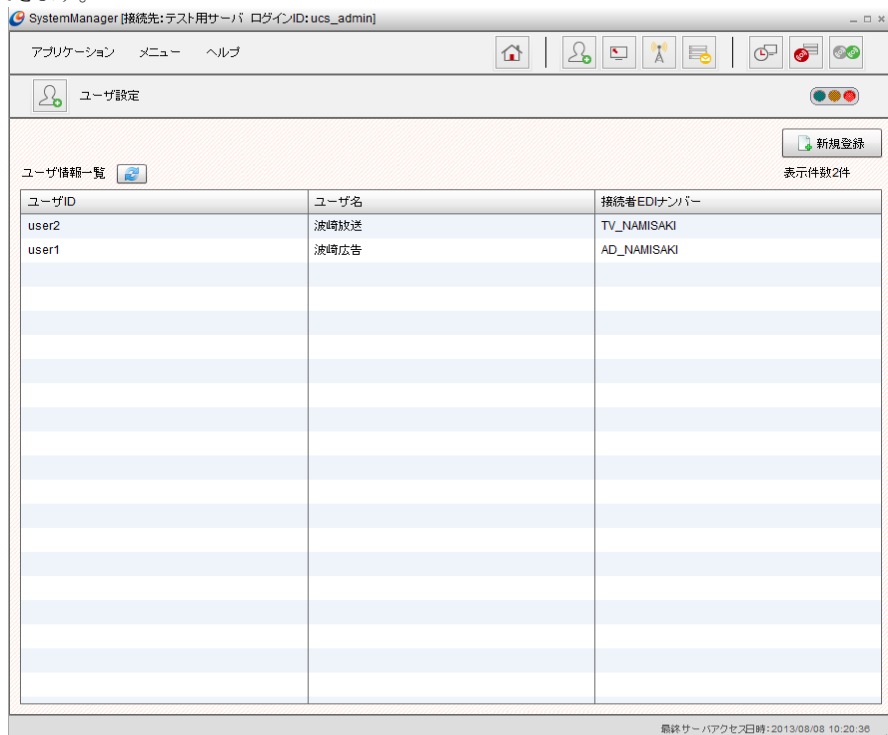 SystemManager [接続先:テスト用サーバ ログインID:ucs_admin]
アプリケーション メニュー ヘルプ
ユーザ設定
新規登録
ユーザ情報一覧
表示件数2件
ユーザID ユーザ名 接続者EDIナンバー
user2 波崎放送 TV_NAMISAKI
user1 波崎広告 AD_NAMISAKI
最終サーバアクセス日時:2013/08/08 10:20:36